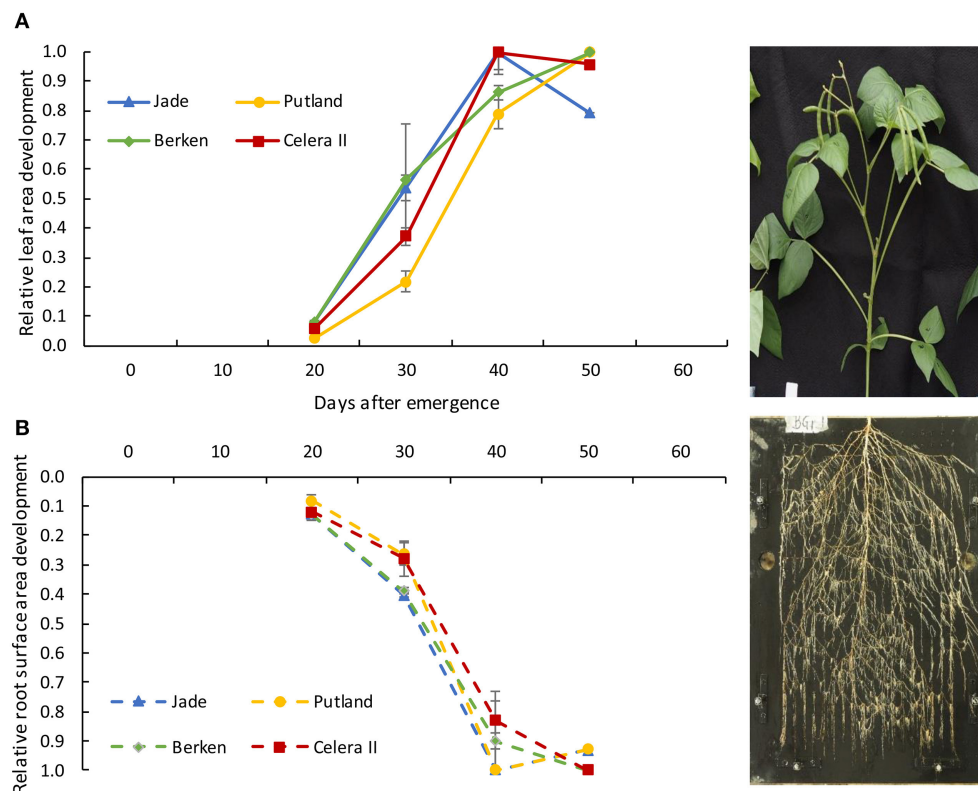 A
Relative leaf area development
1.0
0.9
0.8
0.7
0.6
0.5
0.4
0.3
0.2
0.1
0.0
Jade Putland
Berken Celera II
0 10 20 30 40 50 60
Days after emergence
B
0 10 20 30 40 50 60
Relative root surface area development
0.0
0.1
0.2
0.3
0.4
0.5
0.6
0.7
0.8
0.9
1.0
Jade Putland
Berken Celera II